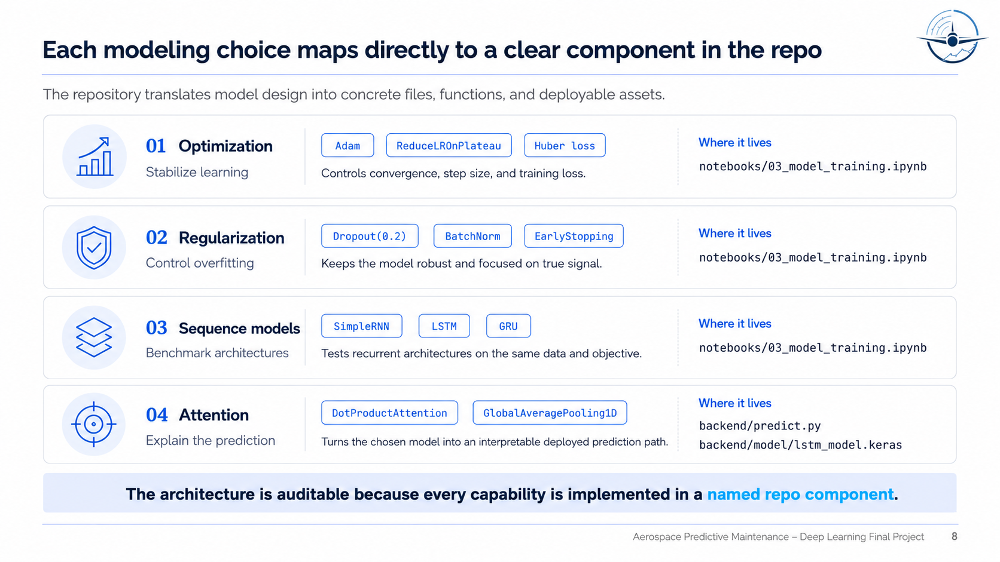 Each modeling choice maps directly to a clear component in the repo
The repository translates model design into concrete files, functions, and deployable assets.
01 Optimization
Stabilize learning
Adam ReduceLROnPlateau Huber loss
Controls convergence, step size, and training loss.
Where it lives
notebooks/03_model_training.ipynb
02 Regularization
Control overfitting
Dropout(0.2) BatchNorm EarlyStopping
Keeps the model robust and focused on true signal.
Where it lives
notebooks/03_model_training.ipynb
03 Sequence models
Benchmark architectures
SimpleRNN LSTM GRU
Tests recurrent architectures on the same data and objective.
Where it lives
notebooks/03_model_training.ipynb
04 Attention
Explain the prediction
DotProductAttention GlobalAveragePooling1D
Turns the chosen model into an interpretable deployed prediction path.
Where it lives
backend/predict.py
backend/model/lstm_model.keras
The architecture is auditable because every capability is implemented in a named repo component.
Aerospace Predictive Maintenance – Deep Learning Final Project 8